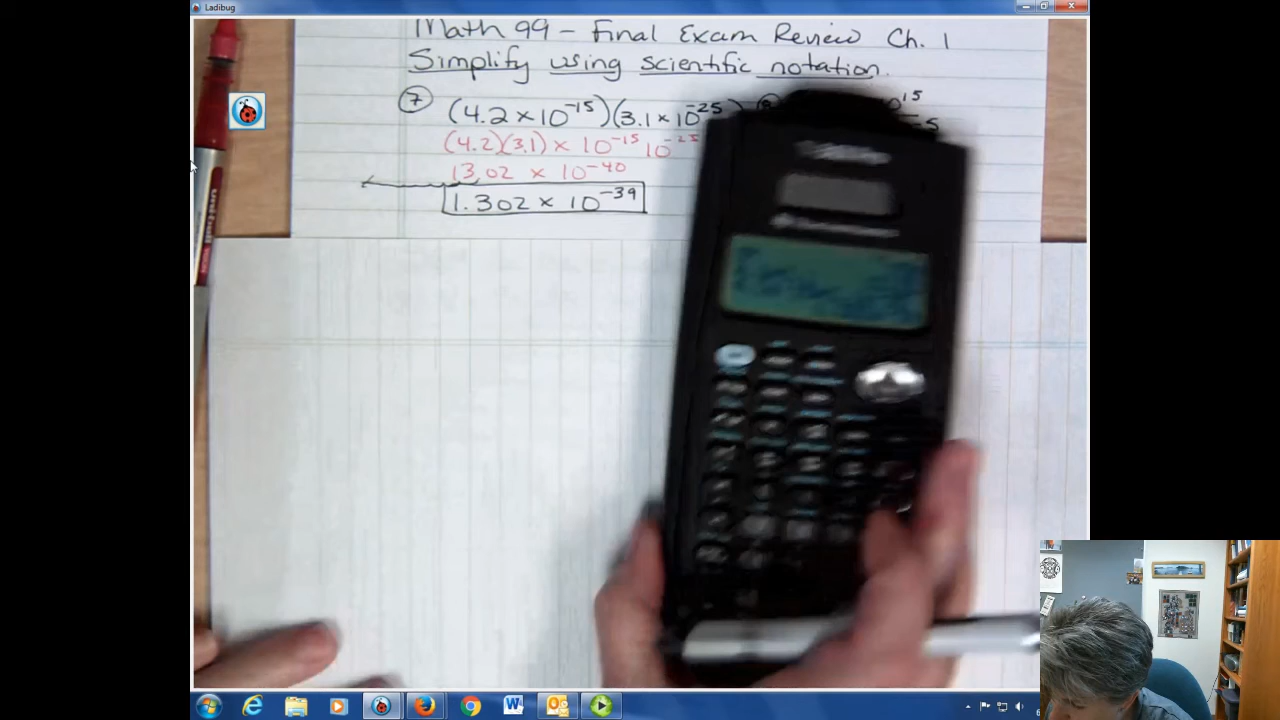 Ladibug
Math 99 - Final Exam Review Ch. 1
Simplify using scientific notation.
7 (4.2 × 10⁻¹⁵)(3.1 × 10⁻²⁵)
(4.2)(3.1) × 10⁻¹⁵ 10⁻²⁵
13.02 × 10⁻⁴⁰
1.302 × 10⁻³⁹